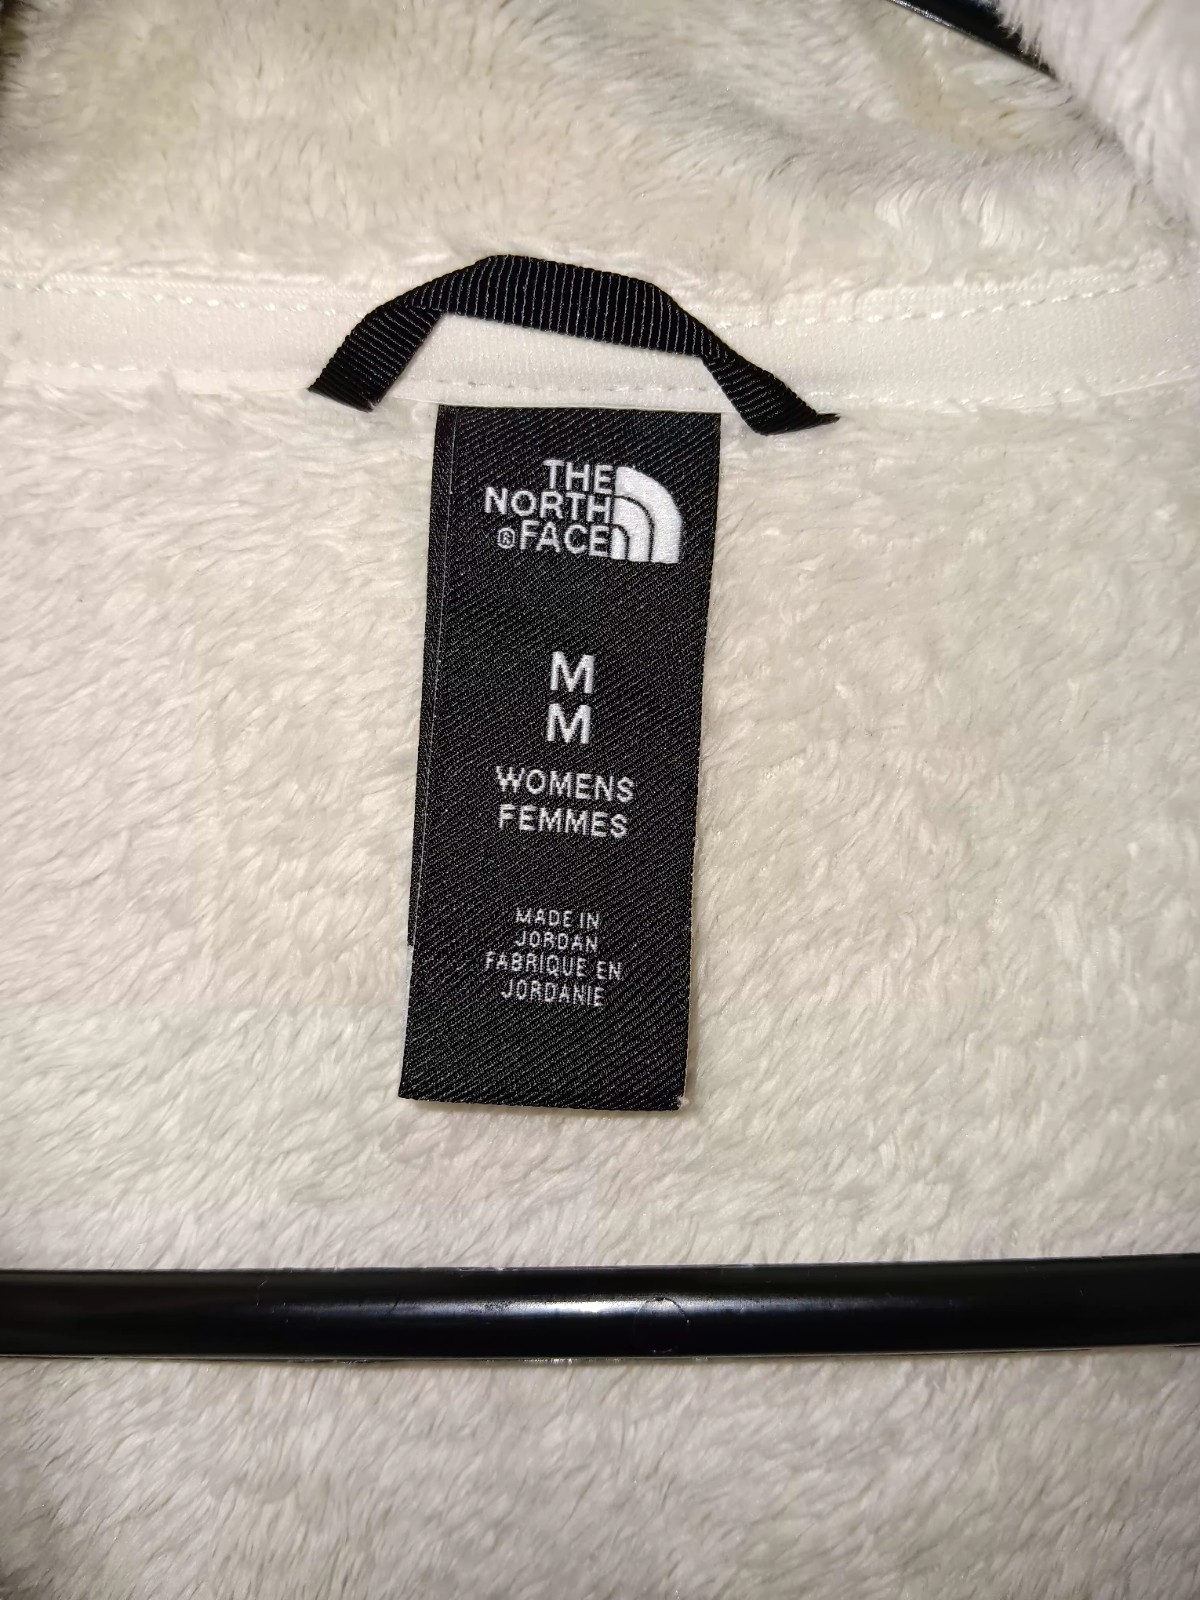 THE
NORTH
®FACE
M
M
WOMENS
FEMMES
MADE IN
JORDAN
FABRIQUE EN
JORDANIE